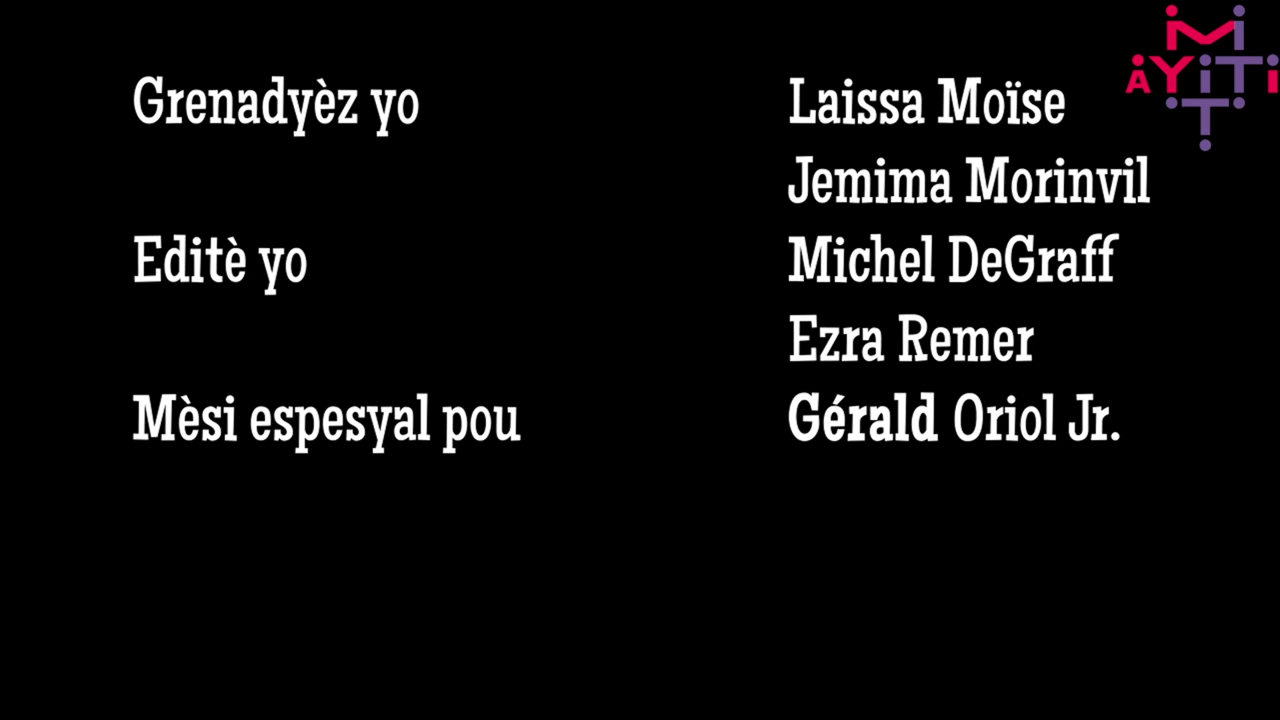 Grenadyèz yo Laissa Moïse
Jemima Morinvil
Editè yo Michel DeGraff
Ezra Remer
Mèsi espesyal pou Gérald Oriol Jr.
MIT
AYITI